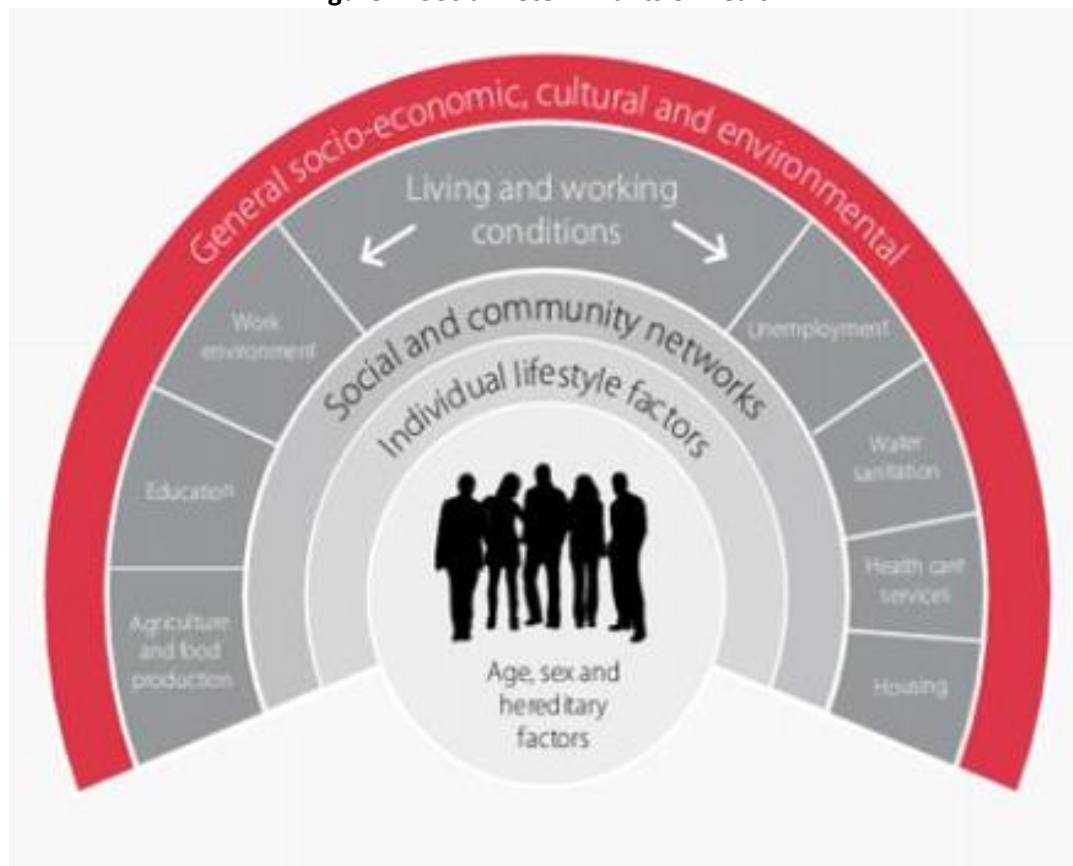 General socio-economic, cultural and environmental
Living and working
conditions
Social and community networks
Individual lifestyle factors
Work
environment
Education
Agriculture
and food
production
Unemployment
Water
sanitation
Health care
services
Housing
Age, sex and
hereditary
factors